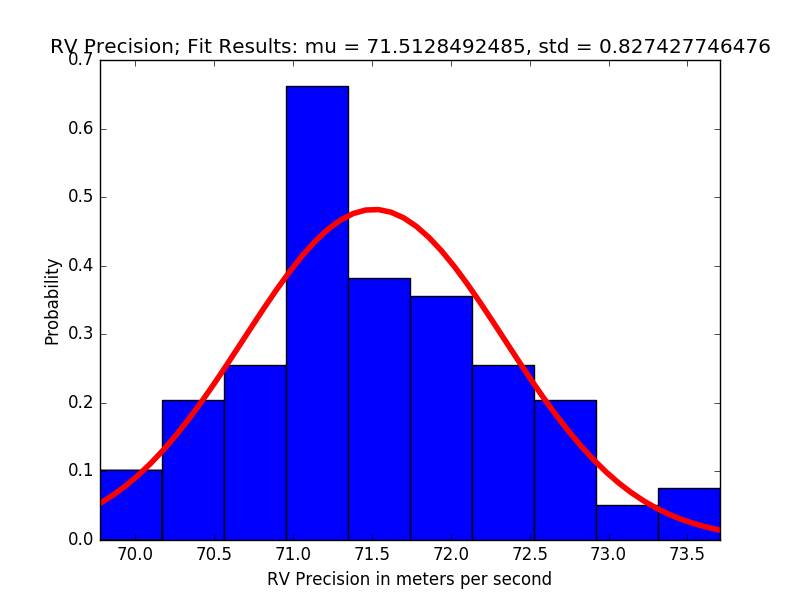 RV Precision; Fit Results: mu = 71.5128492485, std = 0.827427746476
0.7
0.6
0.5
0.4
0.3
0.2
0.1
0.0
Probability
70.0 70.5 71.0 71.5 72.0 72.5 73.0 73.5
RV Precision in meters per second